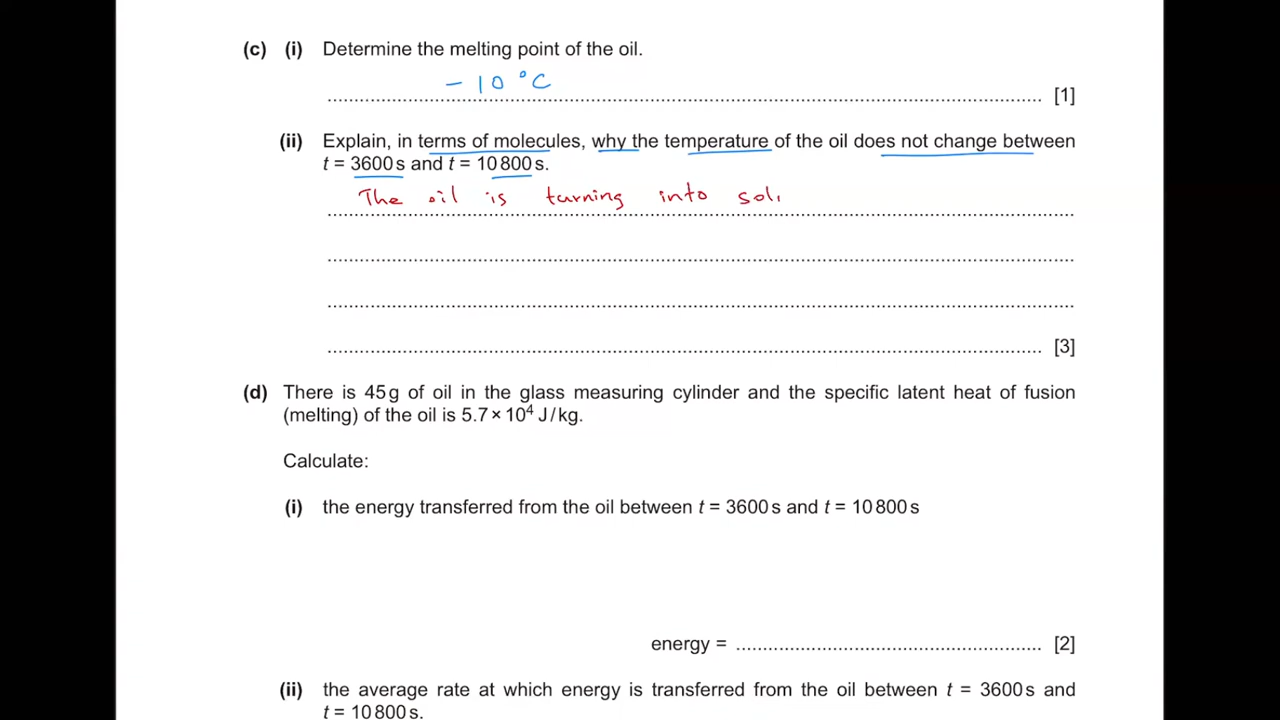 (c) (i) Determine the melting point of the oil.
- 10 °C
[1]
(ii) Explain, in terms of molecules, why the temperature of the oil does not change between
t = 3600 s and t = 10 800 s.
The oil is turning into soli
[3]
(d) There is 45 g of oil in the glass measuring cylinder and the specific latent heat of fusion
(melting) of the oil is 5.7 × 10⁴ J/kg.
Calculate:
(i) the energy transferred from the oil between t = 3600 s and t = 10 800 s
energy = [2]
(ii) the average rate at which energy is transferred from the oil between t = 3600 s and
t = 10 800 s.